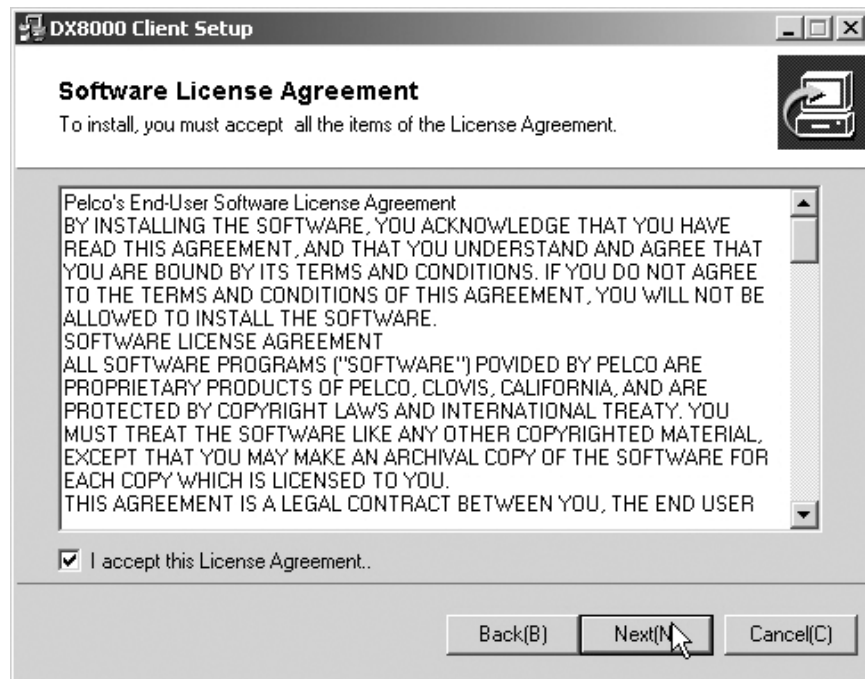 DX8000 Client Setup
Software License Agreement
To install, you must accept all the items of the License Agreement.
Pelco's End-User Software License Agreement
BY INSTALLING THE SOFTWARE, YOU ACKNOWLEDGE THAT YOU HAVE
READ THIS AGREEMENT, AND THAT YOU UNDERSTAND AND AGREE THAT
YOU ARE BOUND BY ITS TERMS AND CONDITIONS. IF YOU DO NOT AGREE
TO THE TERMS AND CONDITIONS OF THIS AGREEMENT, YOU WILL NOT BE
ALLOWED TO INSTALL THE SOFTWARE.
SOFTWARE LICENSE AGREEMENT
ALL SOFTWARE PROGRAMS ("SOFTWARE") POVIDED BY PELCO ARE
PROPRIETARY PRODUCTS OF PELCO, CLOVIS, CALIFORNIA, AND ARE
PROTECTED BY COPYRIGHT LAWS AND INTERNATIONAL TREATY. YOU
MUST TREAT THE SOFTWARE LIKE ANY OTHER COPYRIGHTED MATERIAL,
EXCEPT THAT YOU MAY MAKE AN ARCHIVAL COPY OF THE SOFTWARE FOR
EACH COPY WHICH IS LICENSED TO YOU.
THIS AGREEMENT IS A LEGAL CONTRACT BETWEEN YOU, THE END USER
I accept this License Agreement..
Back(B) Next(N Cancel(C)